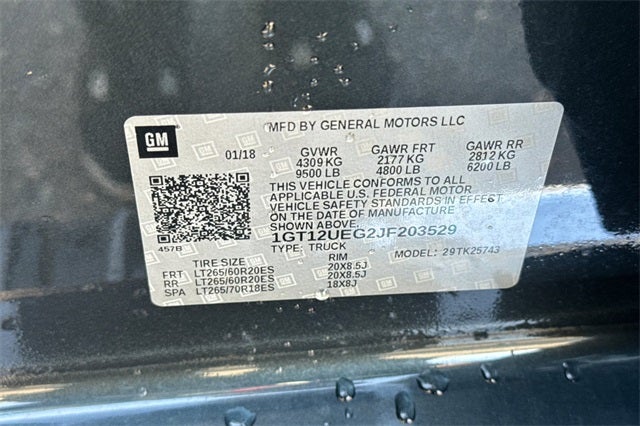 MFD BY GENERAL MOTORS LLC
GM
01/18 GVWR GAWR FRT GAWR RR
4309 KG 2177 KG 2812 KG
9500 LB 4800 LB 6200 LB
THIS VEHICLE CONFORMS TO ALL
APPLICABLE U.S. FEDERAL MOTOR
VEHICLE SAFETY STANDARDS IN EFFECT
ON THE DATE OF MANUFACTURE
SHOWN ABOVE.
1GT12UEG2JF203529
457B TYPE: TRUCK MODEL: 29TK25743
TIRE SIZE RIM
FRT LT265/60R20ES 20X8.5J
RR LT265/60R20ES 20X8.5J
SPA LT265/70R18ES 18X8J